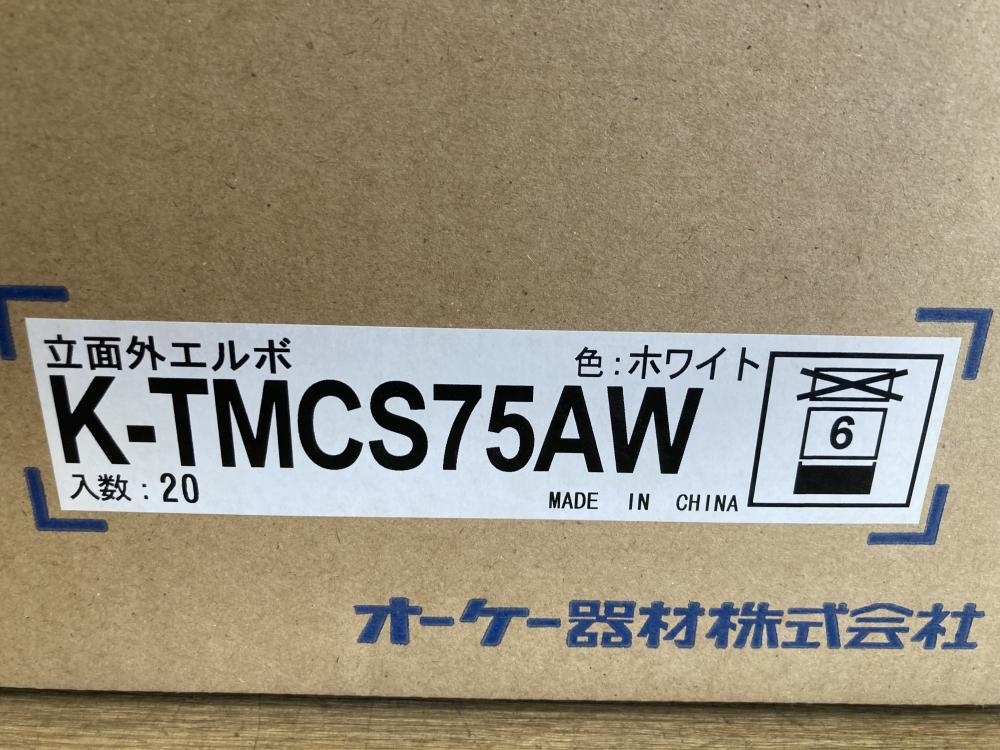 立面外エルボ
色:ホワイト
K-TMCS75AW
6
入数:20
MADE IN CHINA
オーケー器材株式会社